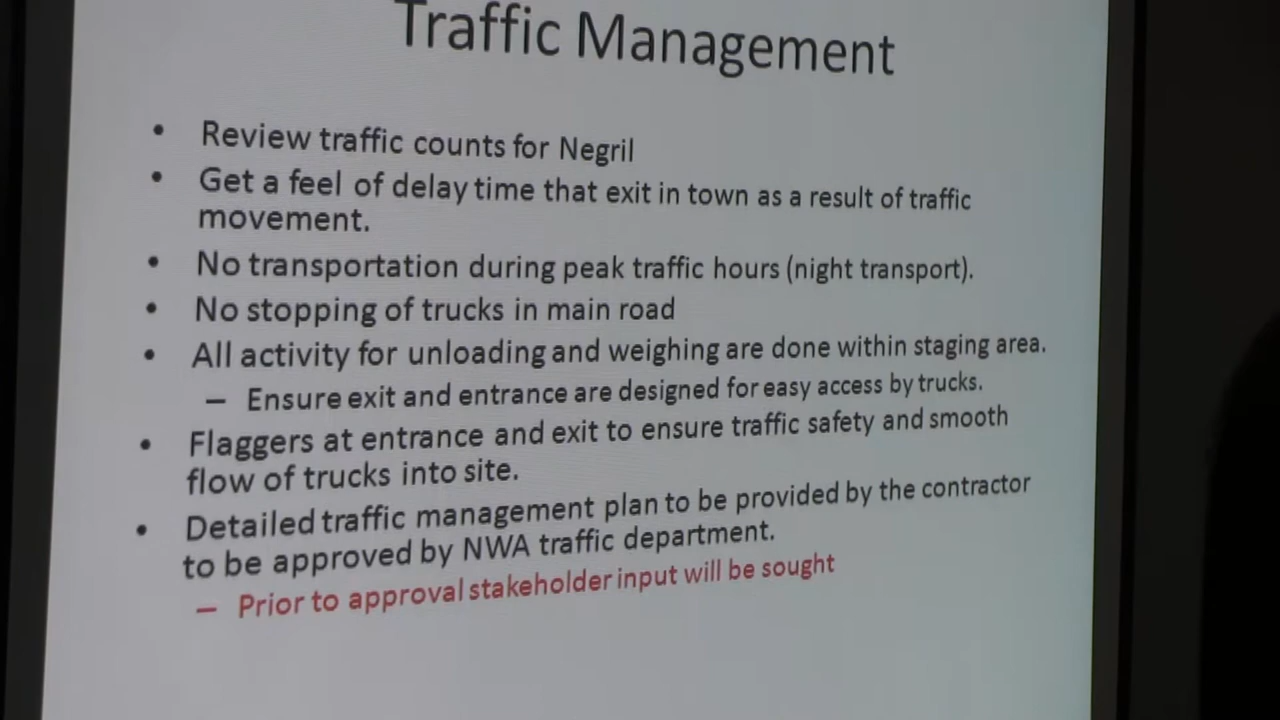 Traffic Management
• Review traffic counts for Negril
• Get a feel of delay time that exit in town as a result of traffic
movement.
• No transportation during peak traffic hours (night transport).
• No stopping of trucks in main road
• All activity for unloading and weighing are done within staging area.
– Ensure exit and entrance are designed for easy access by trucks.
• Flaggers at entrance and exit to ensure traffic safety and smooth
flow of trucks into site.
• Detailed traffic management plan to be provided by the contractor
to be approved by NWA traffic department.
– Prior to approval stakeholder input will be sought